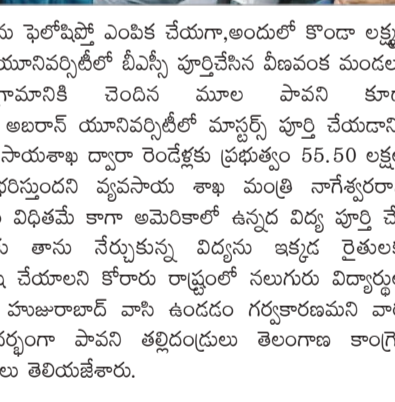 ను ఫెలోషిప్తో ఎంపిక చేయగా,అందులో కొండా లక్ష్మ
యూనివర్సిటీలో బీఎస్సీ పూర్తిచేసిన వీణవంక మండల
గ్రామానికి చెందిన మూల పావని కూ
అబరాన్ యూనివర్సిటీలో మాస్టర్స్ పూర్తి చేయడాని
సాయశాఖ ద్వారా రెండేళ్లకు ప్రభుత్వం 55.50 లక్షల
భరిస్తుందని వ్యవసాయ శాఖ మంత్రి నాగేశ్వరరా
విధితమే కాగా అమెరికాలో ఉన్నద విద్య పూర్తి చే
తాను నేర్చుకున్న విద్యను ఇక్కడ రైతులక
చేయాలని కోరారు రాష్ట్రంలో నలుగురు విద్యార్థుల
హుజురాబాద్ వాసి ఉండడం గర్వకారణమని వా
దర్భంగా పావని తల్లిదండ్రులు తెలంగాణ కాంగ్రె
లు తెలియజేశారు.